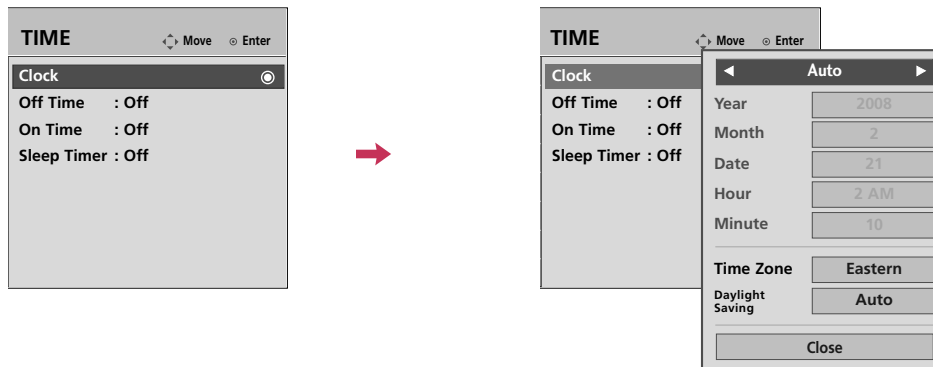 TIME
Move Enter
Clock
Off Time : Off
On Time : Off
Sleep Timer : Off
TIME
Move Enter
Clock
Off Time : Off
On Time : Off
Sleep Timer : Off
Auto
Year 2008
Month 2
Date 21
Hour 2 AM
Minute 10
Time Zone Eastern
Daylight
Saving Auto
Close